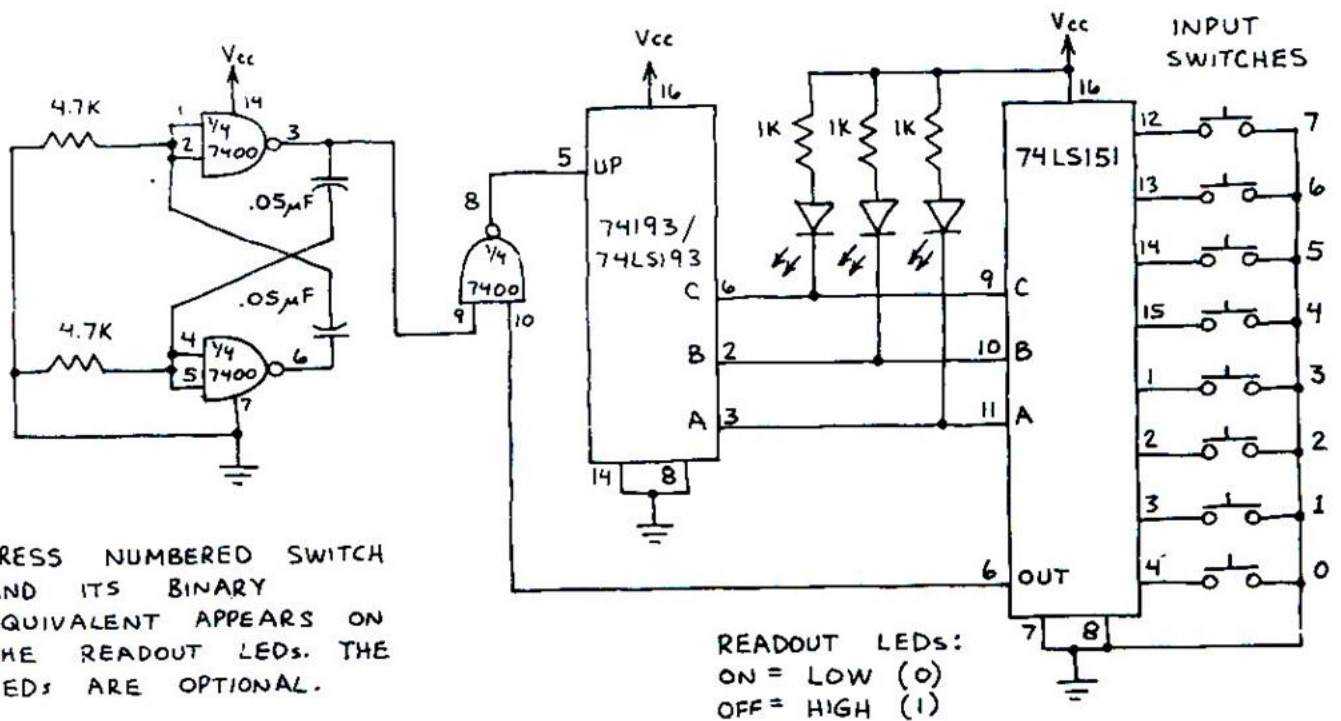 Vcc
14
4.7K
1
2
1/4
7400
3
.05µF
.05µF
4.7K
4
5
1/4
7400
6
7
8
1/4
7400
9
10
Vcc
16
5
UP
74193/
74LS193
C
6
B
2
A
3
14
8
1K
1K
1K
Vcc
16
74LS151
9
C
10
B
11
A
6
OUT
7
8
INPUT
SWITCHES
12
7
13
6
14
5
15
4
1
3
2
2
3
1
4
0
RESS NUMBERED SWITCH
ND ITS BINARY
QUIVALENT APPEARS ON
HE READOUT LEDs. THE
EDs ARE OPTIONAL.
READOUT LEDs:
ON = LOW (0)
OFF = HIGH (1)